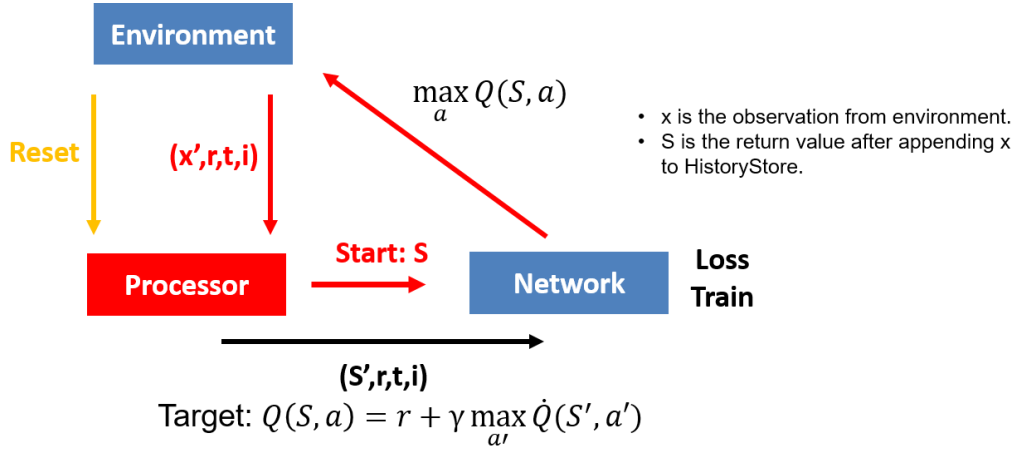 Environment
max Q(S, a)
a
• x is the observation from environment.
• S is the return value after appending x
to HistoryStore.
Reset
(x',r,t,i)
Start: S
Processor
Network
Loss
Train
(S',r,t,i)
Target: Q(S, a) = r + γ max Q̇(S′, a′)
a′